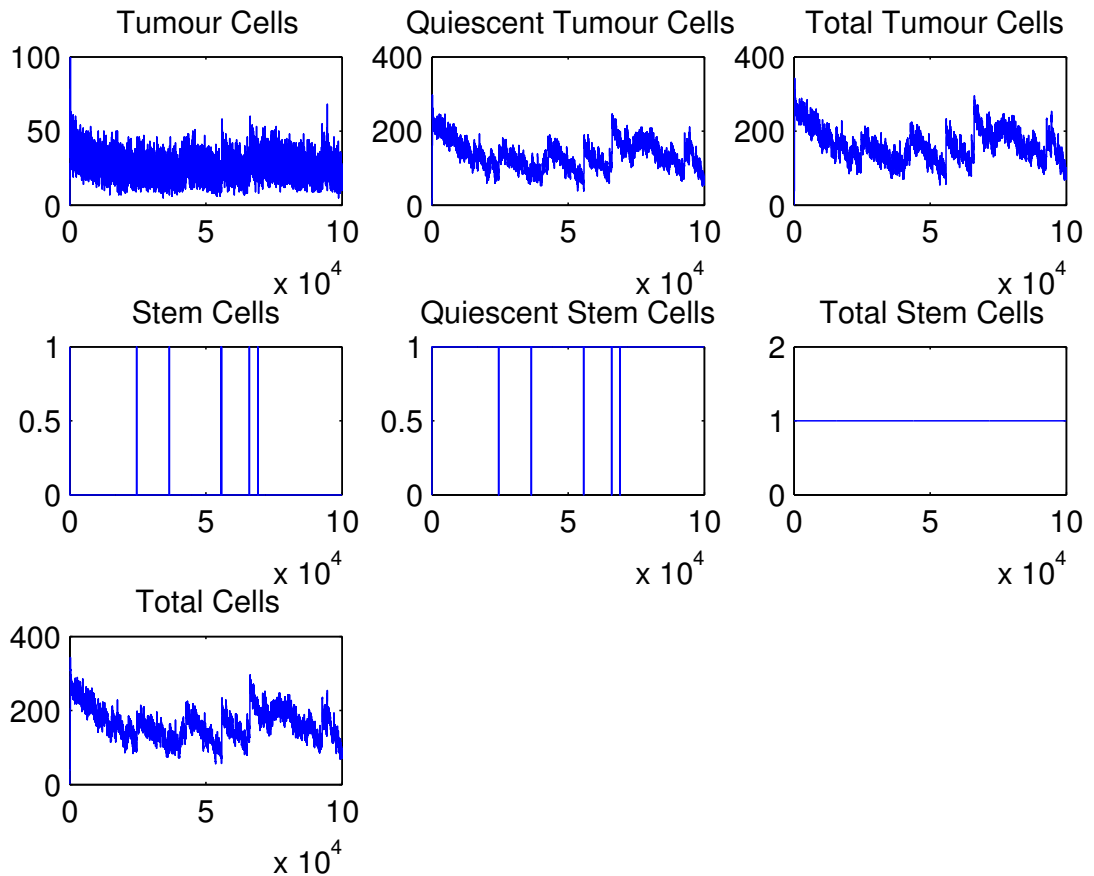 Tumour Cells
100
50
0
0 5 10
x 10^4
Quiescent Tumour Cells
400
200
0
0 5 10
x 10^4
Total Tumour Cells
400
200
0
0 5 10
x 10^4
Stem Cells
1
0.5
0
0 5 10
x 10^4
Quiescent Stem Cells
1
0.5
0
0 5 10
x 10^4
Total Stem Cells
2
1
0
0 5 10
x 10^4
Total Cells
400
200
0
0 5 10
x 10^4